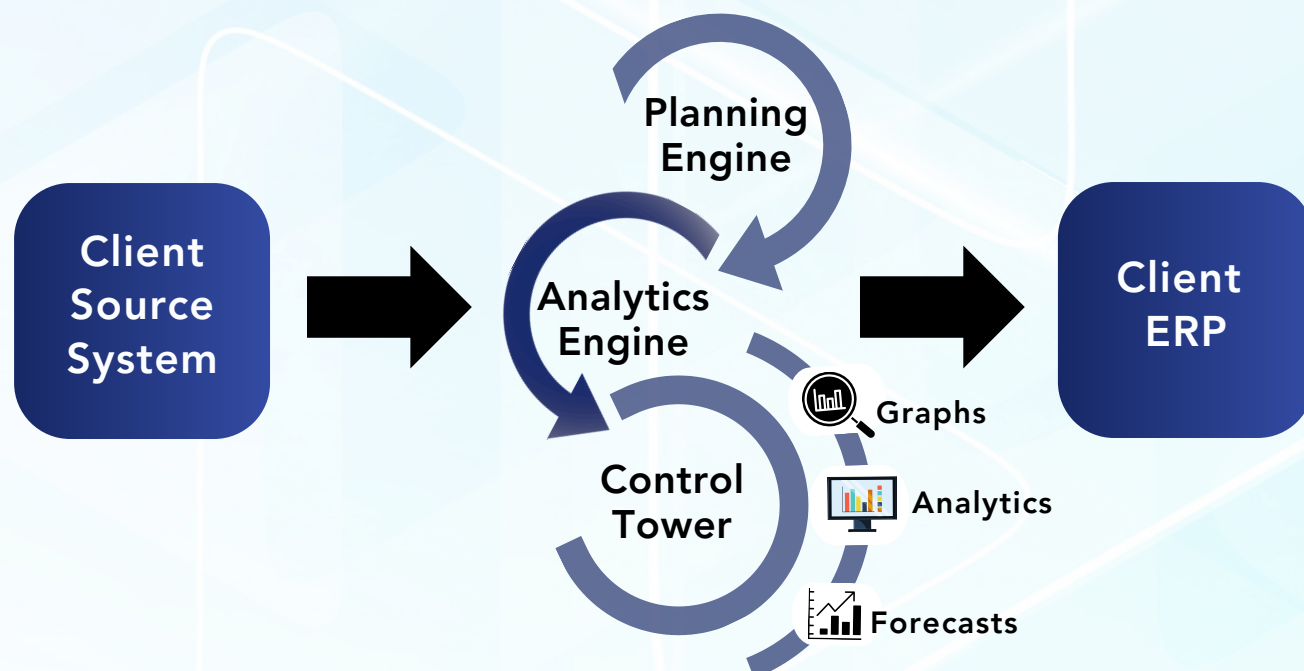 Client
Source
System
Planning
Engine
Analytics
Engine
Control
Tower
Graphs
Analytics
Forecasts
Client
ERP